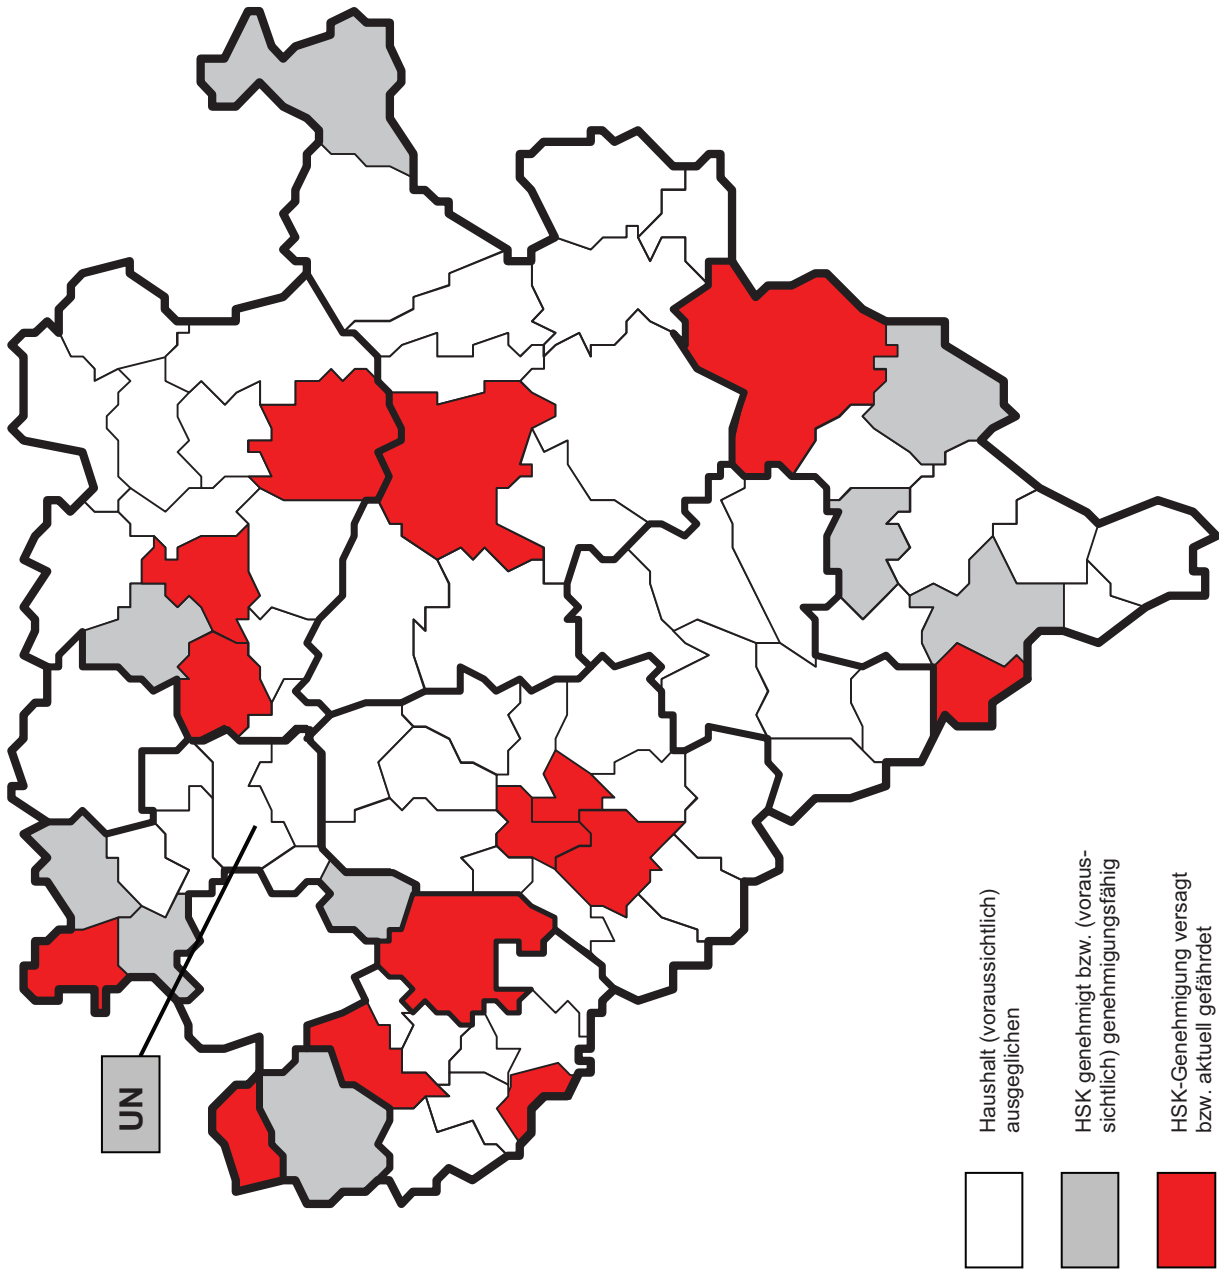 UN
Haushalt (voraussichtlich)
ausgeglichen
HSK genehmigt bzw. (voraus-
sichtlich) genehmigungsfähig
HSK-Genehmigung versagt
bzw. aktuell gefährdet